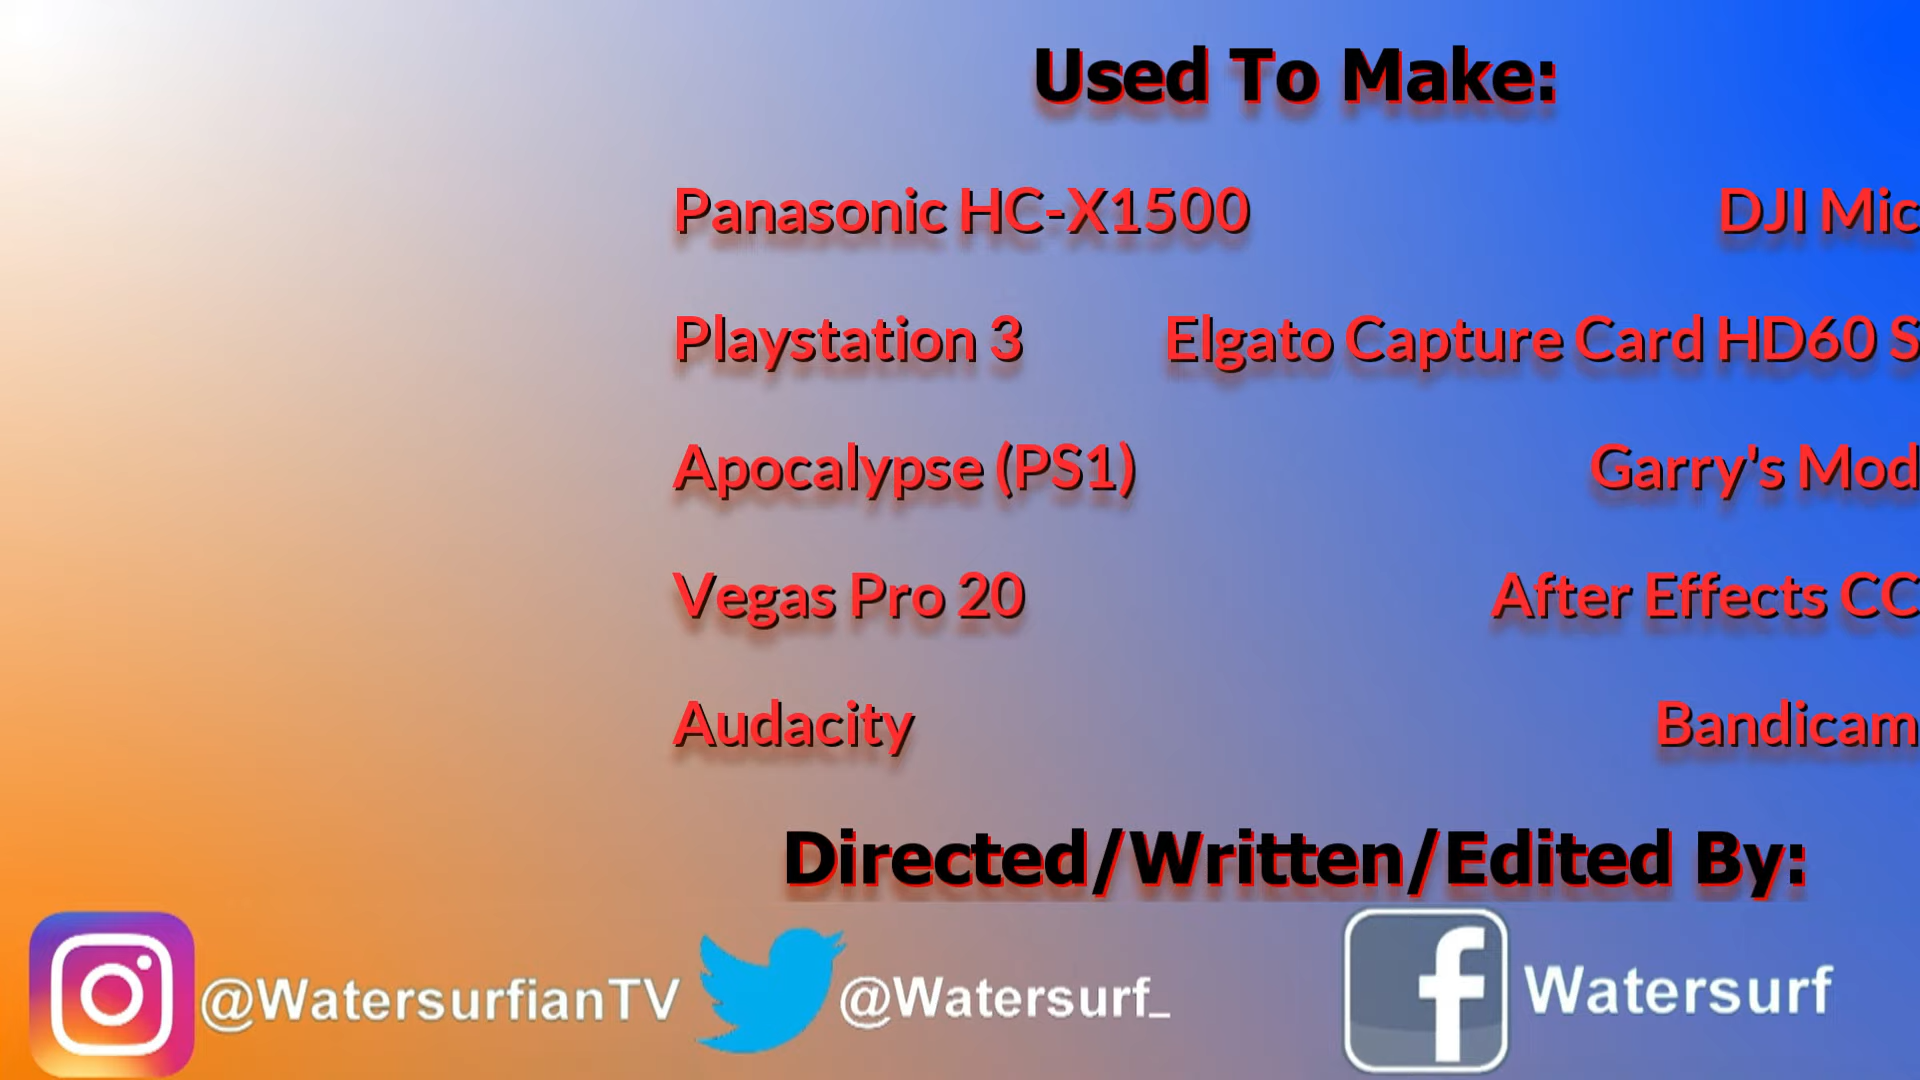 Used To Make:
Panasonic HC-X1500 DJI Mic
Playstation 3 Elgato Capture Card HD60 S
Apocalypse (PS1) Garry's Mod
Vegas Pro 20 After Effects CC
Audacity Bandicam
Directed/Written/Edited By:
@WatersurfianTV @Watersurf_ Watersurf